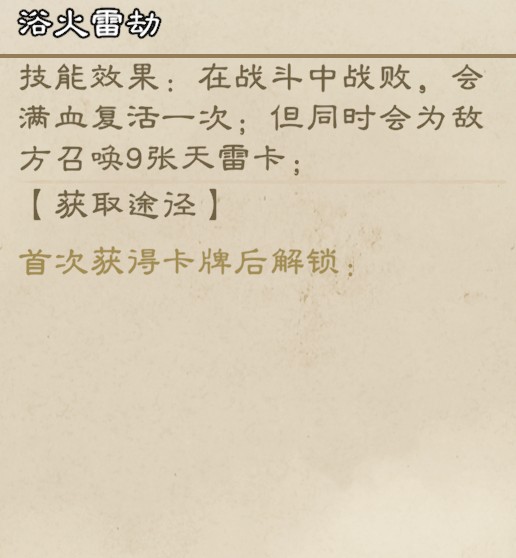 浴火雷劫
技能效果：在战斗中战败，会
满血复活一次；但同时会为敌
方召唤9张天雷卡；
【获取途径】
首次获得卡牌后解锁；